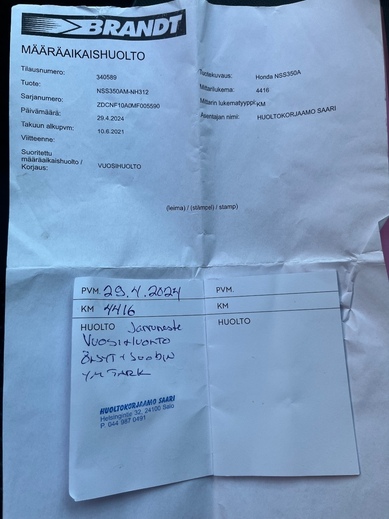 BRANDT
MÄÄRÄAIKAISHUOLTO
Tilausnumero: 340589
Tuote: NSS350AM-NH312
Sarjanumero: ZDCNF10A0MF005590
Päivämäärä: 29.4.2024
Takuun alkupvm: 10.6.2021
Viitteenne:
Suoritettu
määräaikaishuolto /
Korjaus: VUOSIHUOLTO
Tuotekuvaus: Honda NSS350A
Mittarilukema: 4416
Mittarin lukematyyppi: KM
Asiantajan nimi: HUOLTOKORJAAMO SAARI
(leima) / (stämpel) / stamp)
PVM. 29.4.2024
KM 4416
HUOLTO Jarruneste
VUOSIHUOLTO
ÖLJYT + SUODIN
YM TARK
HUOLTOKORJAAMO SAARI
Helsingintie 32, 24100 Salo
P. 044 987 0491
PVM.
KM
HUOLTO